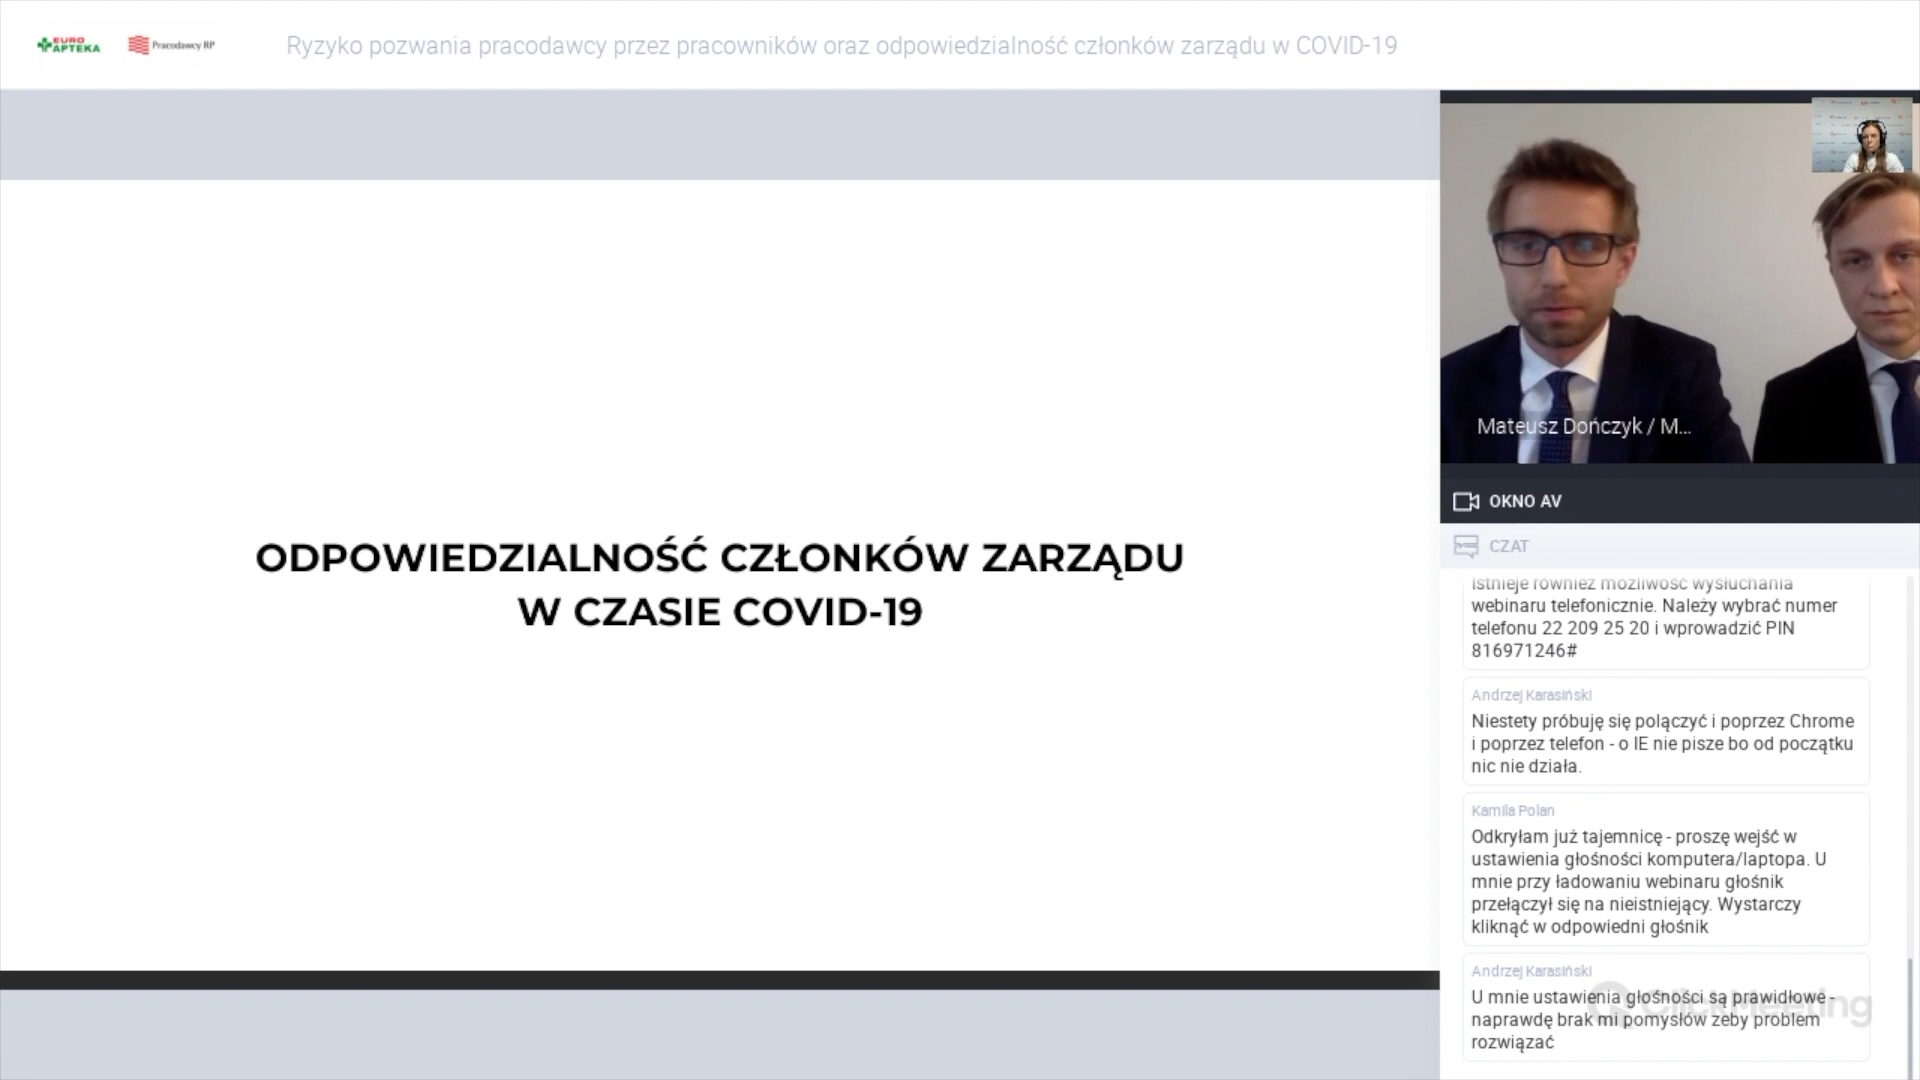 EURO
APTEKA
Pracodawcy RP
Ryzyko pozwania pracodawcy przez pracowników oraz odpowiedzialność członków zarządu w COVID-19
ODPOWIEDZIALNOŚĆ CZŁONKÓW ZARZĄDU
W CZASIE COVID-19
Mateusz Dończyk / M...
OKNO AV
CZAT
Istnieje również możliwość wysłuchania
webinaru telefonicznie. Należy wybrać numer
telefonu 22 209 25 20 i wprowadzić PIN
816971246#
Andrzej Karasiński
Niestety próbuję się polączyć i poprzez Chrome
i poprzez telefon - o IE nie pisze bo od początku
nic nie działa.
Kamila Polan
Odkryłam już tajemnicę - proszę wejść w
ustawienia głośności komputera/laptopa. U
mnie przy ładowaniu webinaru głośnik
przełączył się na nieistniejący. Wystarczy
kliknąć w odpowiedni głośnik
Andrzej Karasiński
U mnie ustawienia głośności są prawidłowe -
naprawdę brak mi pomysłów żeby problem
rozwiązać
ClickMeeting